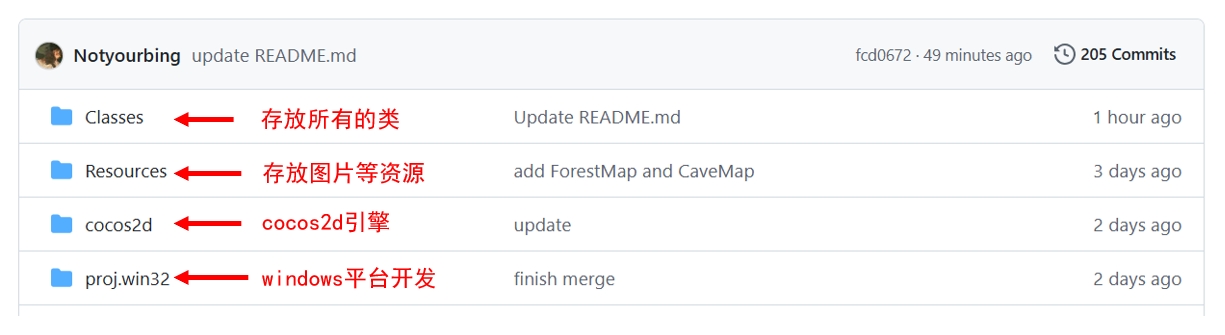 Notyourbing update README.md fcd0672 · 49 minutes ago 205 Commits
Classes 存放所有的类 Update README.md 1 hour ago
Resources 存放图片等资源 add ForestMap and CaveMap 3 days ago
cocos2d cocos2d引擎 update 2 days ago
proj.win32 windows平台开发 finish merge 2 days ago